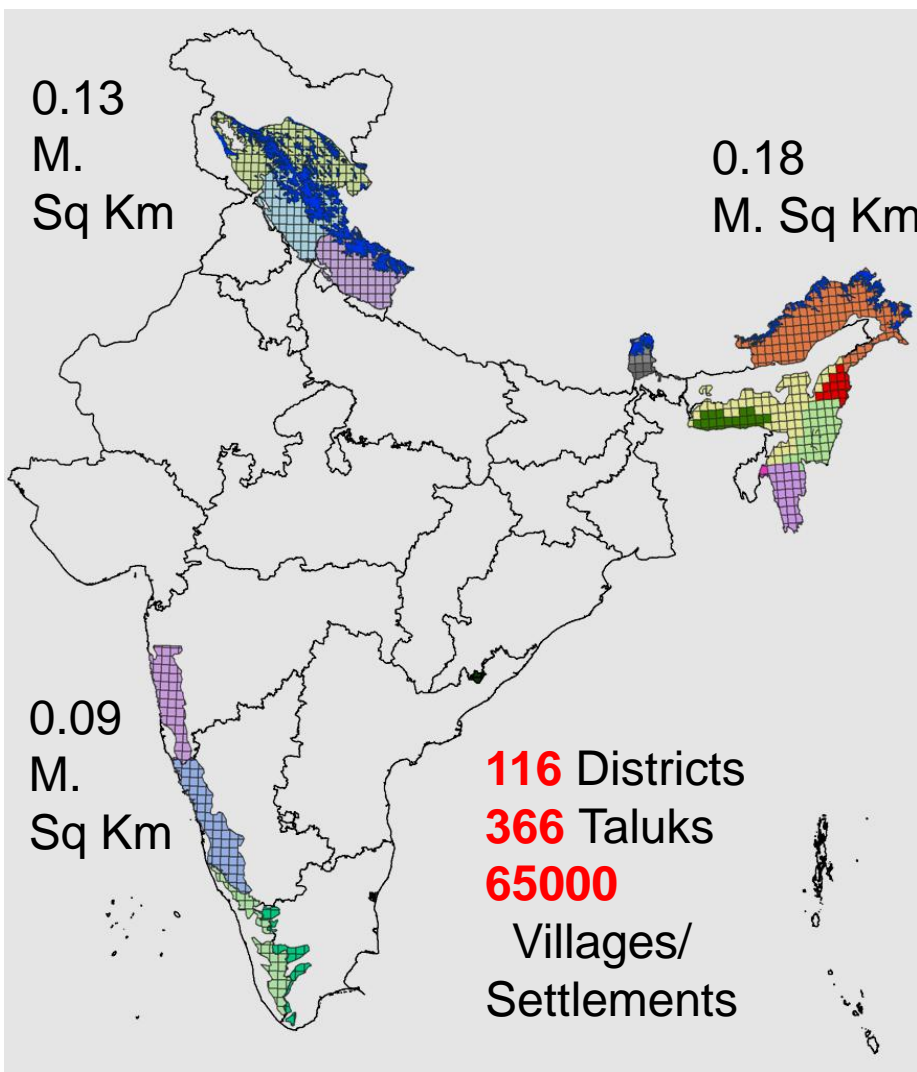 0.13
M.
Sq Km
0.18
M. Sq Km
0.09
M.
Sq Km
116 Districts
366 Taluks
65000
Villages/
Settlements